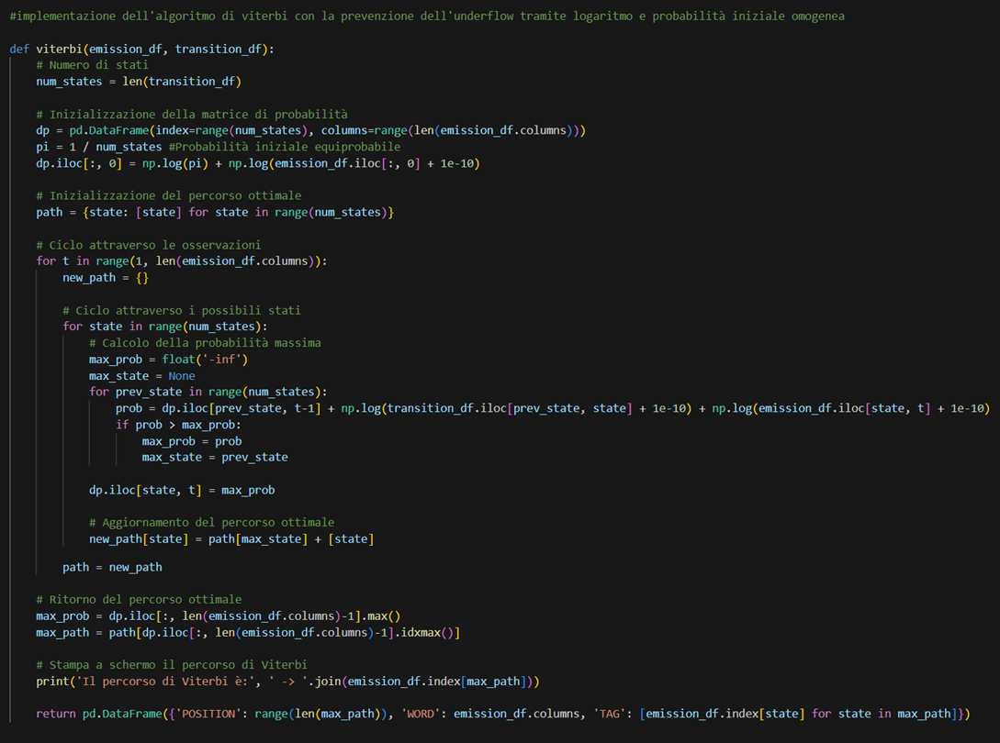 #implementazione dell'algoritmo di viterbi con la prevenzione dell'underflow tramite logaritmo e probabilità iniziale omogenea

def viterbi(emission_df, transition_df):
    # Numero di stati
    num_states = len(transition_df)

    # Inizializzazione della matrice di probabilità
    dp = pd.DataFrame(index=range(num_states), columns=range(len(emission_df.columns)))
    pi = 1 / num_states #Probabilità iniziale equiprobabile
    dp.iloc[:, 0] = np.log(pi) + np.log(emission_df.iloc[:, 0] + 1e-10)

    # Inizializzazione del percorso ottimale
    path = {state: [state] for state in range(num_states)}

    # Ciclo attraverso le osservazioni
    for t in range(1, len(emission_df.columns)):
        new_path = {}

        # Ciclo attraverso i possibili stati
        for state in range(num_states):
            # Calcolo della probabilità massima
            max_prob = float('-inf')
            max_state = None
            for prev_state in range(num_states):
                prob = dp.iloc[prev_state, t-1] + np.log(transition_df.iloc[prev_state, state] + 1e-10) + np.log(emission_df.iloc[state, t] + 1e-10)
                if prob > max_prob:
                    max_prob = prob
                    max_state = prev_state

            dp.iloc[state, t] = max_prob

            # Aggiornamento del percorso ottimale
            new_path[state] = path[max_state] + [state]

        path = new_path

    # Ritorno del percorso ottimale
    max_prob = dp.iloc[:, len(emission_df.columns)-1].max()
    max_path = path[dp.iloc[:, len(emission_df.columns)-1].idxmax()]

    # Stampa a schermo il percorso di Viterbi
    print('Il percorso di Viterbi è:', ' -> '.join(emission_df.index[max_path]))

    return pd.DataFrame({'POSITION': range(len(max_path)), 'WORD': emission_df.columns, 'TAG': [emission_df.index[state] for state in max_path]})